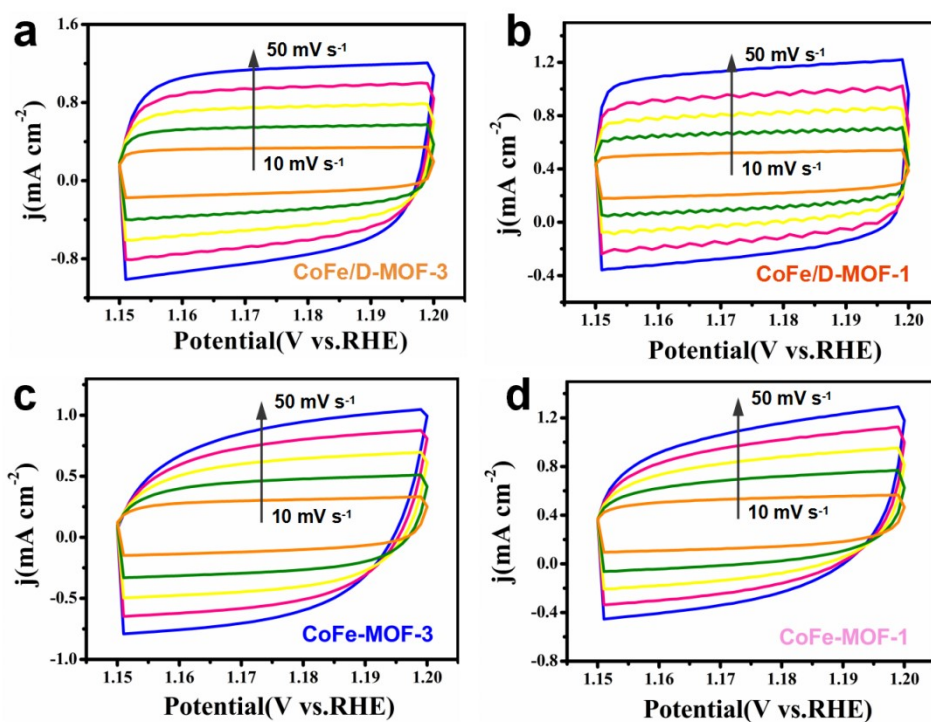 a
50 mV s⁻¹
10 mV s⁻¹
CoFe/D-MOF-3
j(mA cm⁻²)
1.6
0.8
0.0
-0.8
1.15 1.16 1.17 1.18 1.19 1.20
Potential(V vs.RHE)
b
50 mV s⁻¹
10 mV s⁻¹
CoFe/D-MOF-1
j(mA cm⁻²)
1.2
0.8
0.4
0.0
-0.4
1.15 1.16 1.17 1.18 1.19 1.20
Potential(V vs.RHE)
c
50 mV s⁻¹
10 mV s⁻¹
CoFe-MOF-3
j(mA cm⁻²)
1.0
0.5
0.0
-0.5
-1.0
1.15 1.16 1.17 1.18 1.19 1.20
Potential(V vs.RHE)
d
50 mV s⁻¹
10 mV s⁻¹
CoFe-MOF-1
j(mA cm⁻²)
1.6
1.2
0.8
0.4
0.0
-0.4
-0.8
1.15 1.16 1.17 1.18 1.19 1.20
Potential(V vs.RHE)